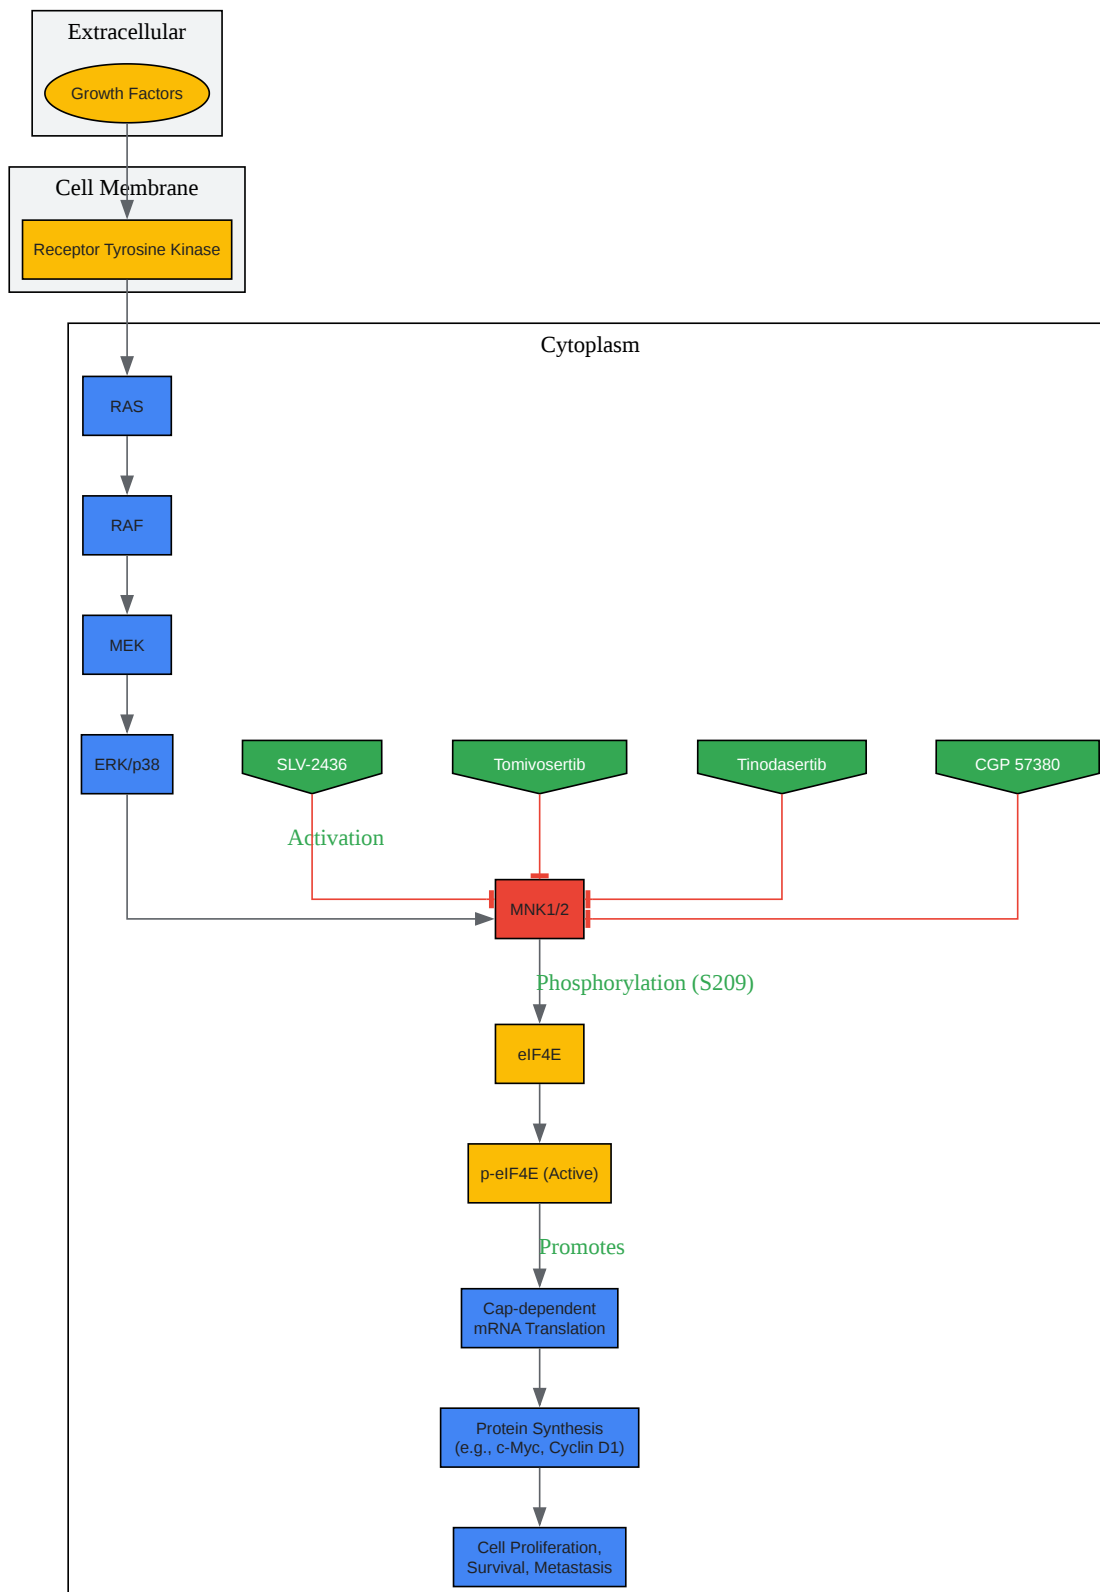 Extracellular
Growth Factors
Cell Membrane
Receptor Tyrosine Kinase
Cytoplasm
RAS
RAF
MEK
ERK/p38
SLV-2436
Tomivosertib
Tinodasertib
CGP 57380
Activation
MNK1/2
Phosphorylation (S209)
eIF4E
p-eIF4E (Active)
Promotes
Cap-dependent
mRNA Translation
Protein Synthesis
(e.g., c-Myc, Cyclin D1)
Cell Proliferation,
Survival, Metastasis